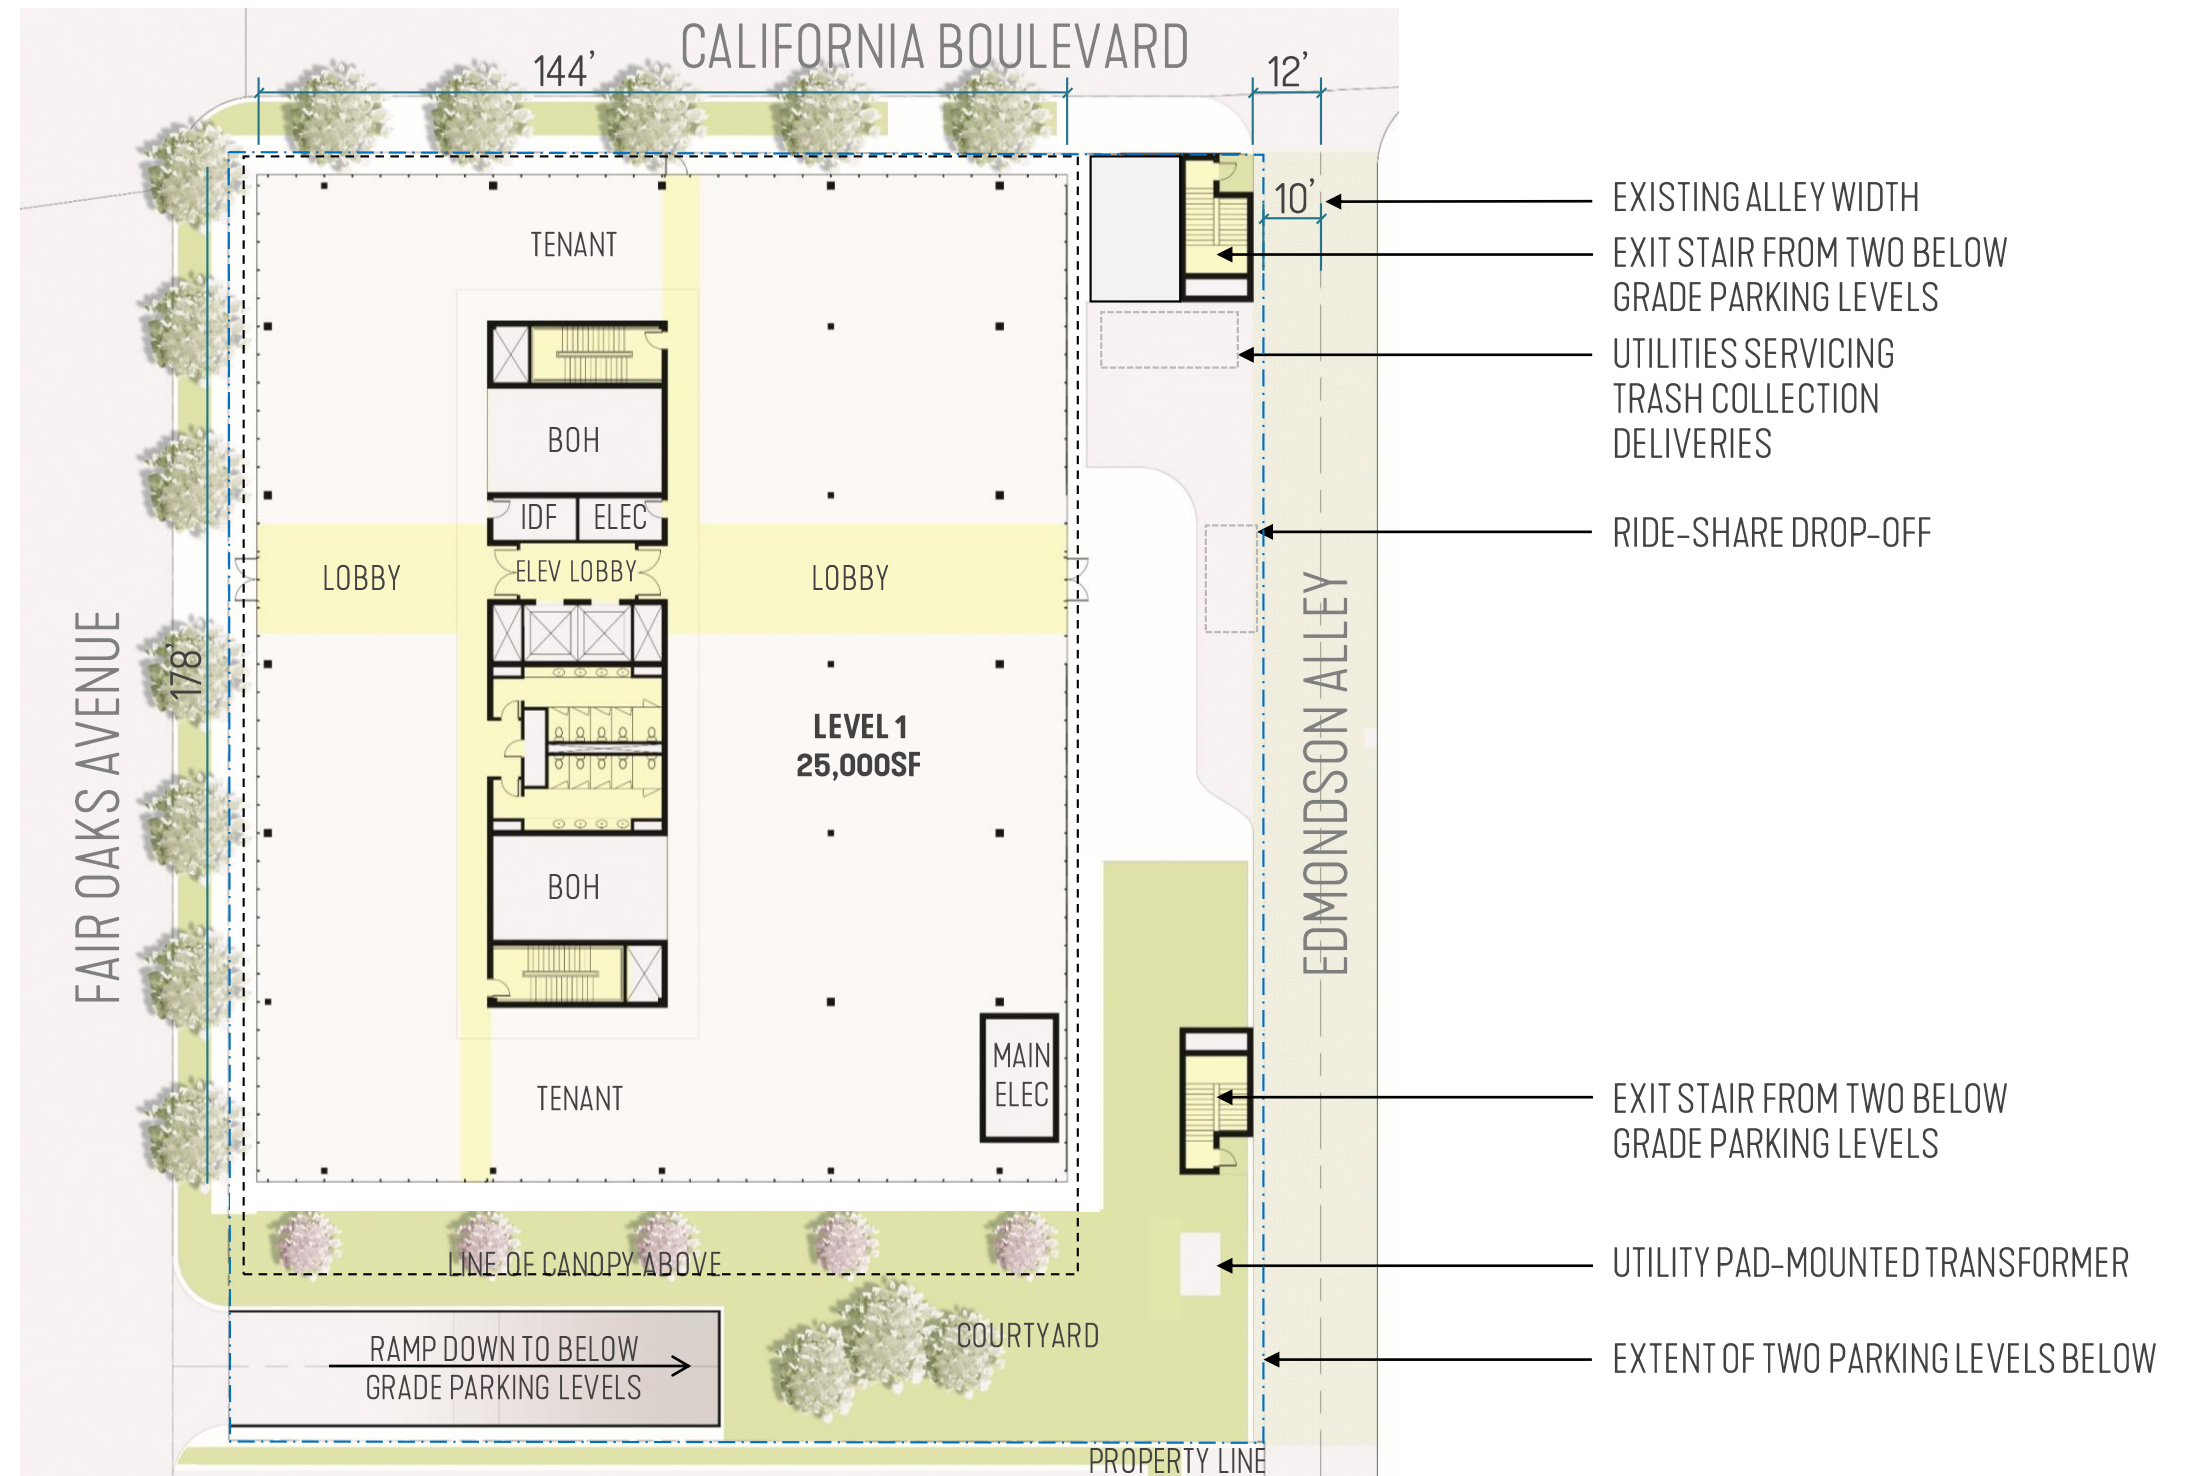 CALIFORNIA BOULEVARD
144’
12’
10’
EXISTING ALLEY WIDTH
EXIT STAIR FROM TWO BELOW
GRADE PARKING LEVELS
UTILITIES SERVICING
TRASH COLLECTION
DELIVERIES
RIDE-SHARE DROP-OFF
TENANT
BOH
IDF
ELEC
LOBBY
ELEV LOBBY
LOBBY
FAIR OAKS AVENUE
178’
EDMONDSON ALLEY
LEVEL 1
25,000SF
BOH
MAIN
ELEC
TENANT
EXIT STAIR FROM TWO BELOW
GRADE PARKING LEVELS
LINE OF CANOPY ABOVE
UTILITY PAD-MOUNTED TRANSFORMER
COURTYARD
RAMP DOWN TO BELOW
GRADE PARKING LEVELS
EXTENT OF TWO PARKING LEVELS BELOW
PROPERTY LINE